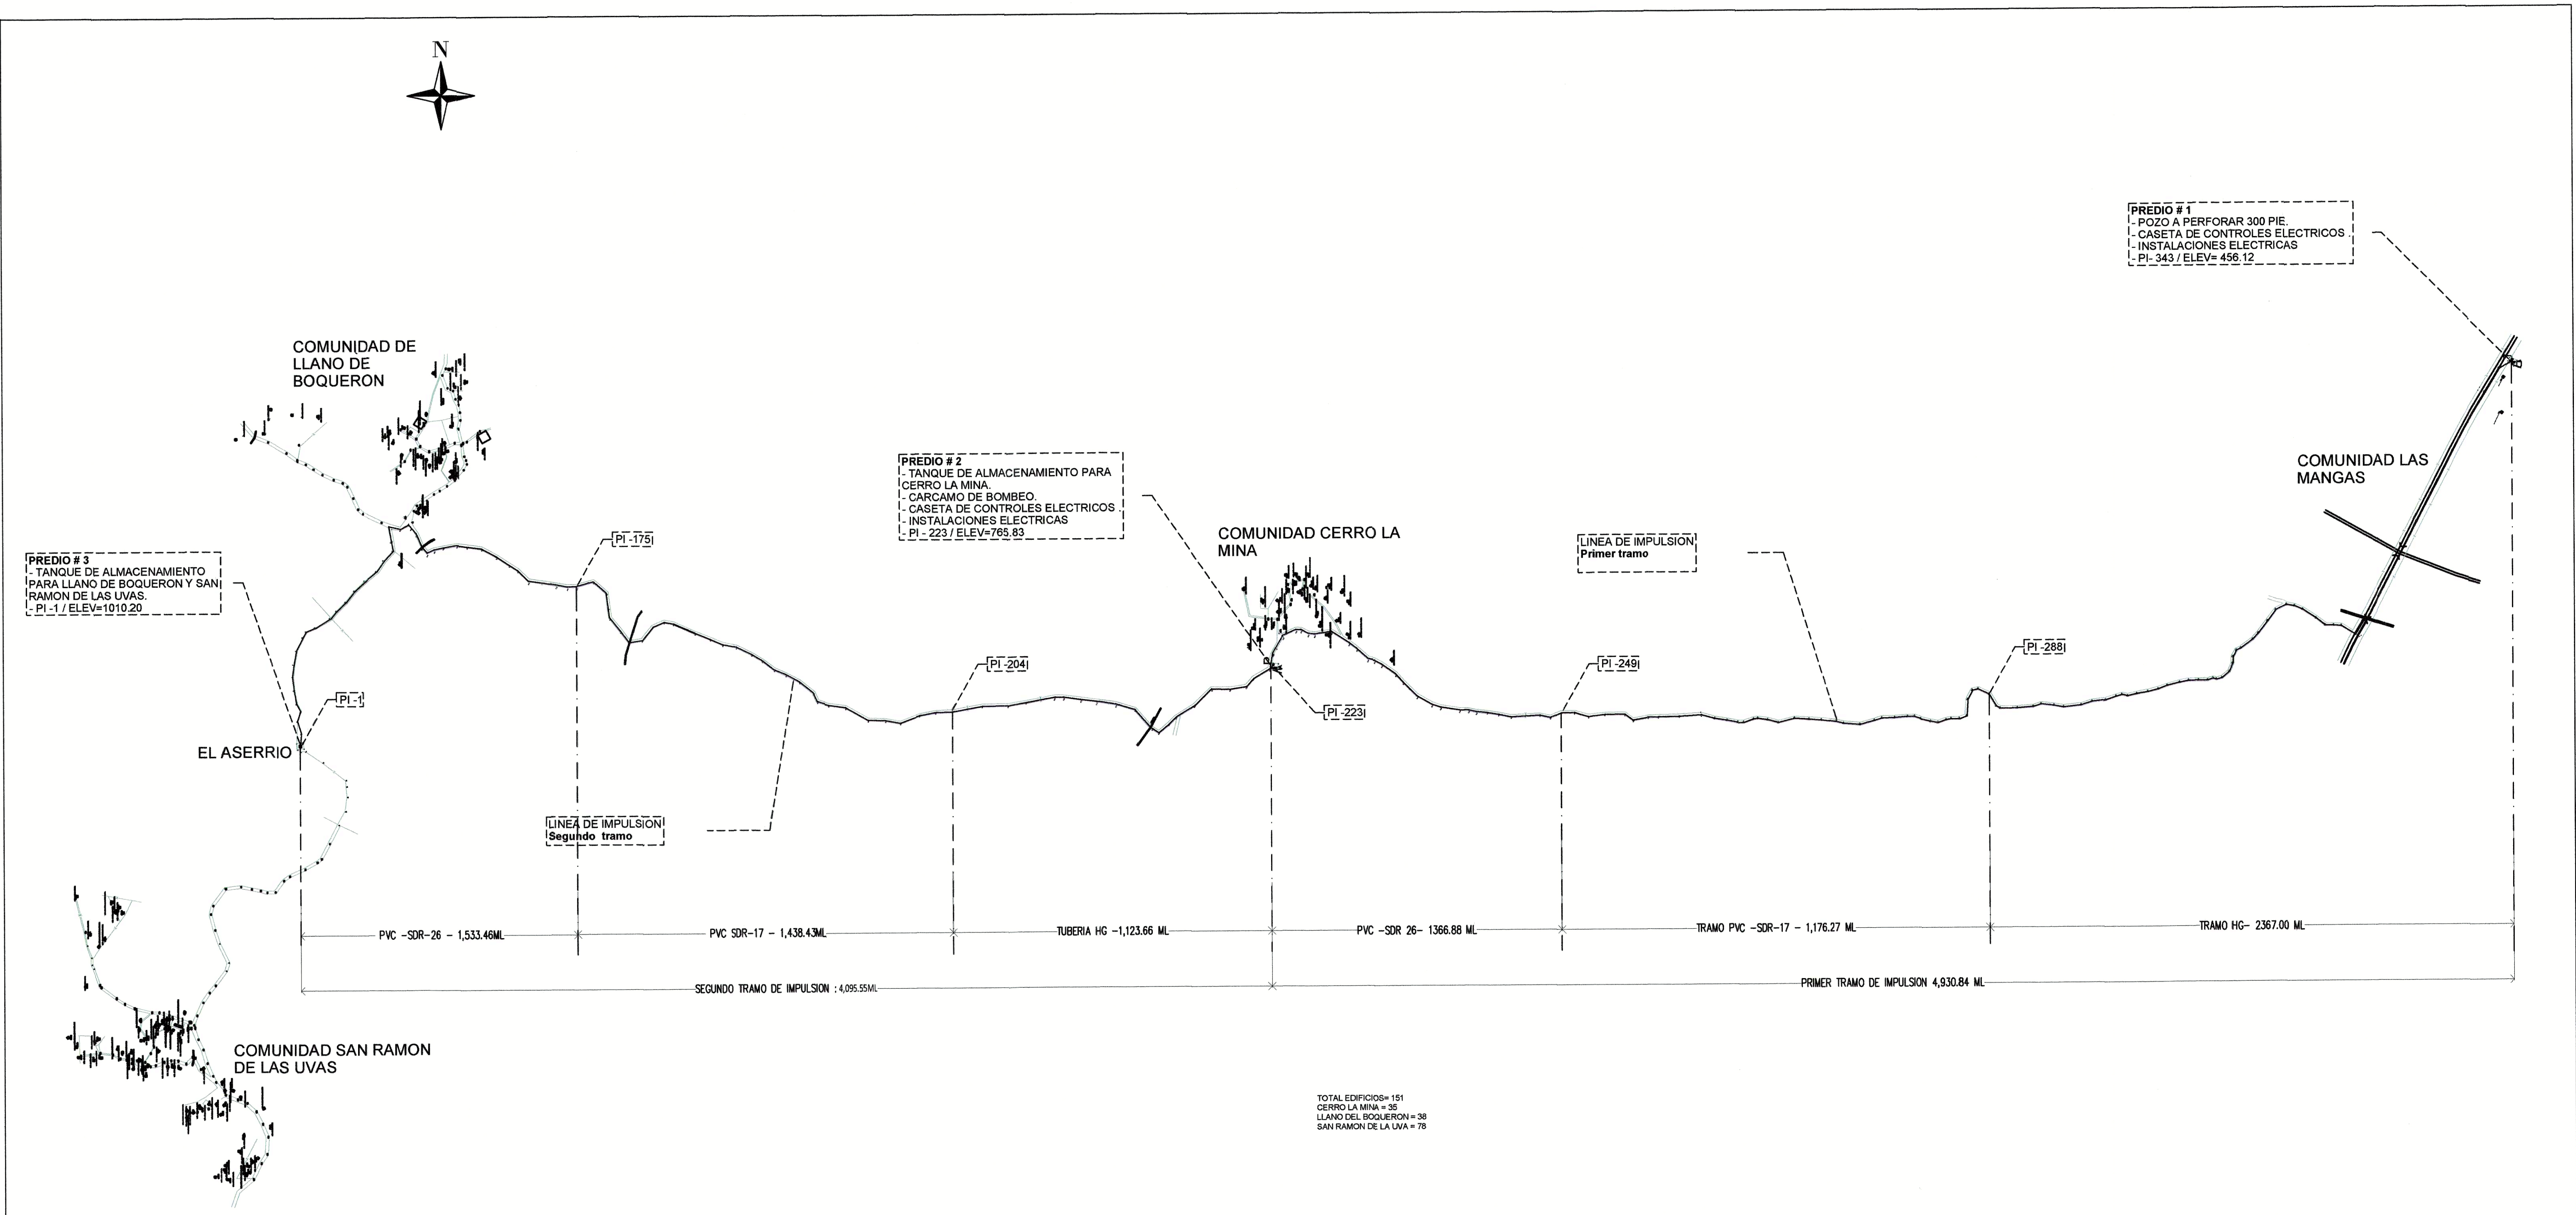 N
PREDIO # 1
- POZO A PERFORAR 300 PIE.
- CASETA DE CONTROLES ELECTRICOS .
- INSTALACIONES ELECTRICAS
- PI- 343 / ELEV= 456.12
COMUNIDAD DE
LLANO DE
BOQUERON
PREDIO # 2
- TANQUE DE ALMACENAMIENTO PARA
CERRO LA MINA.
- CARCAMO DE BOMBEO.
- CASETA DE CONTROLES ELECTRICOS .
- INSTALACIONES ELECTRICAS
- PI - 223 / ELEV=765.83
COMUNIDAD LAS
MANGAS
COMUNIDAD CERRO LA
MINA
LINEA DE IMPULSION
Primer tramo
PI -175
PREDIO # 3
- TANQUE DE ALMACENAMIENTO
PARA LLANO DE BOQUERON Y SAN
RAMON DE LAS UVAS.
- PI -1 / ELEV=1010.20
PI -288
PI -204
PI -249
PI -1
PI -223
EL ASERRIO
LINEA DE IMPULSION
Segundo tramo
PVC -SDR-26 - 1,533.46ML
PVC SDR-17 - 1,438.43ML
TUBERIA HG -1,123.66 ML
PVC -SDR 26- 1366.88 ML
TRAMO PVC -SDR-17 - 1,176.27 ML
TRAMO HG- 2367.00 ML
SEGUNDO TRAMO DE IMPULSION : 4,095.55ML
PRIMER TRAMO DE IMPULSION 4,930.84 ML
COMUNIDAD SAN RAMON
DE LAS UVAS
TOTAL EDIFICIOS= 151
CERRO LA MINA = 35
LLANO DEL BOQUERON = 38
SAN RAMON DE LA UVA = 78